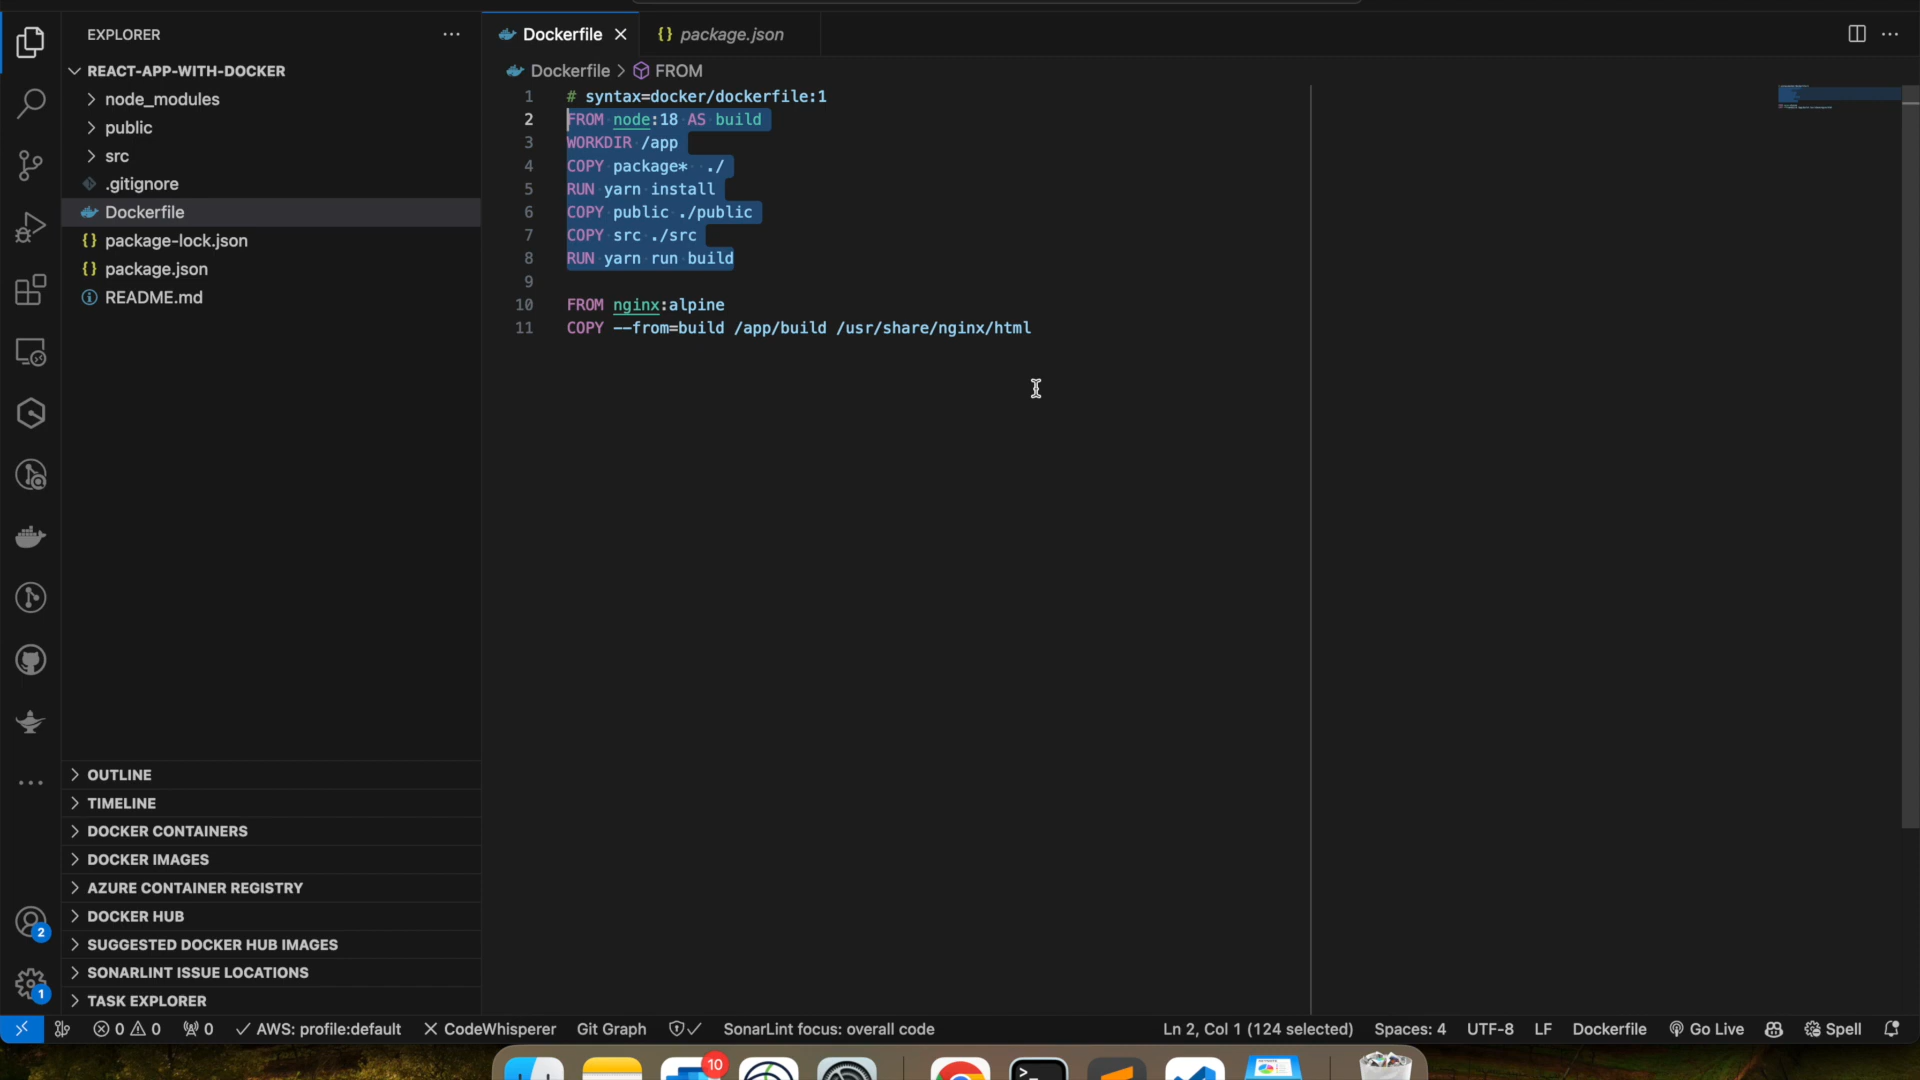 EXPLORER
Dockerfile
package.json
REACT-APP-WITH-DOCKER
node_modules
public
src
.gitignore
Dockerfile
package-lock.json
package.json
README.md
Dockerfile > FROM
1 # syntax=docker/dockerfile:1
2 FROM node:18 AS build
3 WORKDIR /app
4 COPY package* ./
5 RUN yarn install
6 COPY public ./public
7 COPY src ./src
8 RUN yarn run build
9
10 FROM nginx:alpine
11 COPY --from=build /app/build /usr/share/nginx/html
OUTLINE
TIMELINE
DOCKER CONTAINERS
DOCKER IMAGES
AZURE CONTAINER REGISTRY
DOCKER HUB
SUGGESTED DOCKER HUB IMAGES
SONARLINT ISSUE LOCATIONS
TASK EXPLORER
2
1
0 0 0 AWS: profile:default CodeWhisperer Git Graph SonarLint focus: overall code Ln 2, Col 1 (124 selected) Spaces: 4 UTF-8 LF Dockerfile Go Live Spell
10